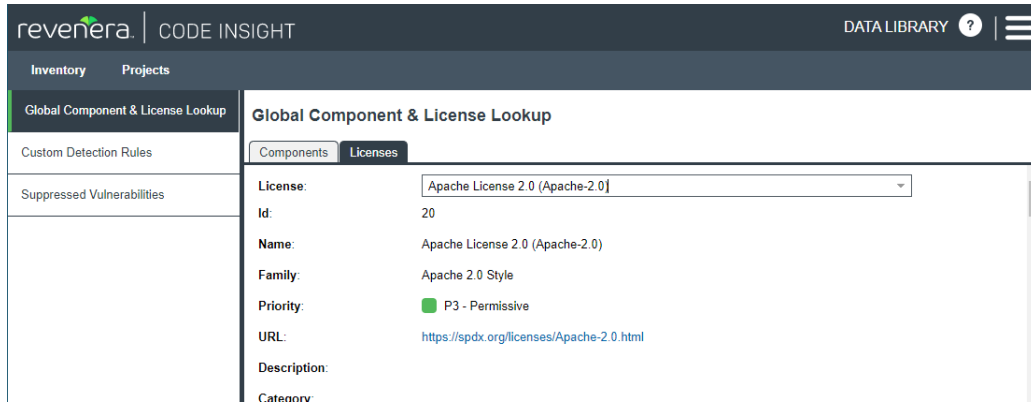 revenera. CODE INSIGHT
DATA LIBRARY ?
Inventory Projects
Global Component & License Lookup
Custom Detection Rules
Suppressed Vulnerabilities
Global Component & License Lookup
Components Licenses
License: Apache License 2.0 (Apache-2.0)
Id: 20
Name: Apache License 2.0 (Apache-2.0)
Family: Apache 2.0 Style
Priority: P3 - Permissive
URL: https://spdx.org/licenses/Apache-2.0.html
Description:
Category: